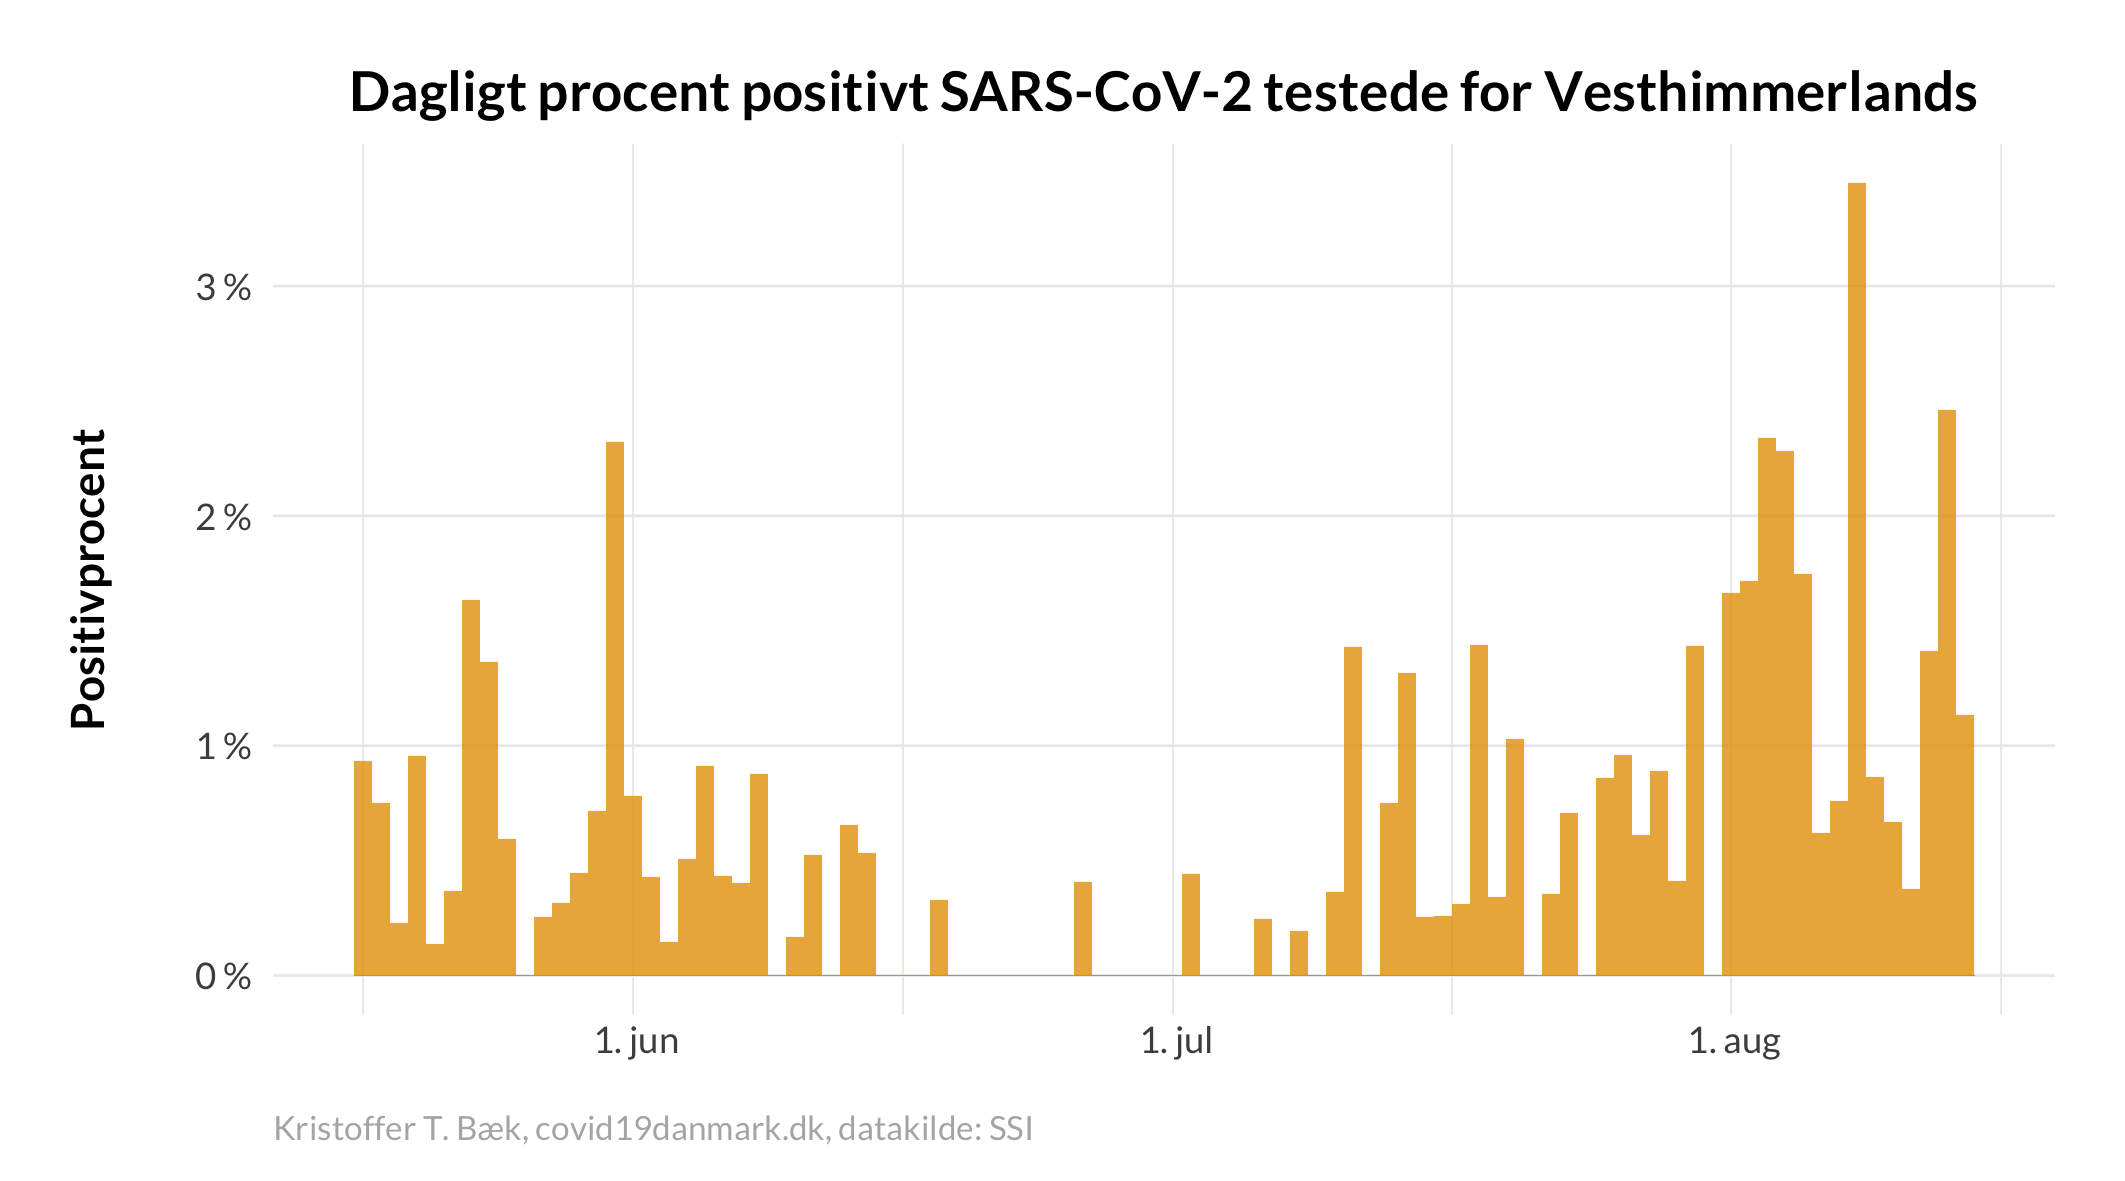 Dagligt procent positivt SARS-CoV-2 testede for Vesthimmerlands
Positivprocent
3 %
2 %
1 %
0 %
1. jun
1. jul
1. aug
Kristoffer T. Bæk, covid19danmark.dk, datakilde: SSI